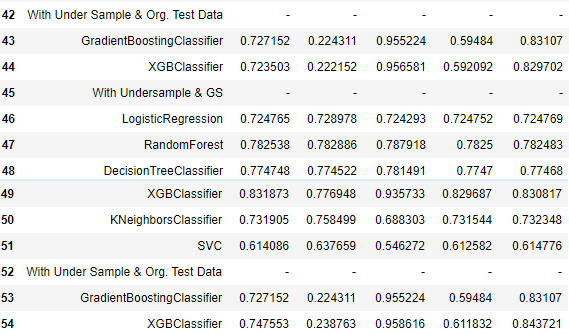 42 With Under Sample & Org. Test Data - - - - -
43 GradientBoostingClassifier 0.727152 0.224311 0.955224 0.59484 0.83107
44 XGBClassifier 0.723503 0.222152 0.956581 0.592092 0.829702
45 With Undersample & GS - - - - -
46 LogisticRegression 0.724765 0.728978 0.724293 0.724752 0.724769
47 RandomForest 0.782538 0.782886 0.787918 0.7825 0.782483
48 DecisionTreeClassifier 0.774748 0.774522 0.781491 0.7747 0.77468
49 XGBClassifier 0.831873 0.776948 0.935733 0.829687 0.830817
50 KNeighborsClassifier 0.731905 0.758499 0.688303 0.731544 0.732348
51 SVC 0.614086 0.637659 0.546272 0.612582 0.614776
52 With Under Sample & Org. Test Data - - - - -
53 GradientBoostingClassifier 0.727152 0.224311 0.955224 0.59484 0.83107
54 XGBClassifier 0.747553 0.238763 0.958616 0.611832 0.843721